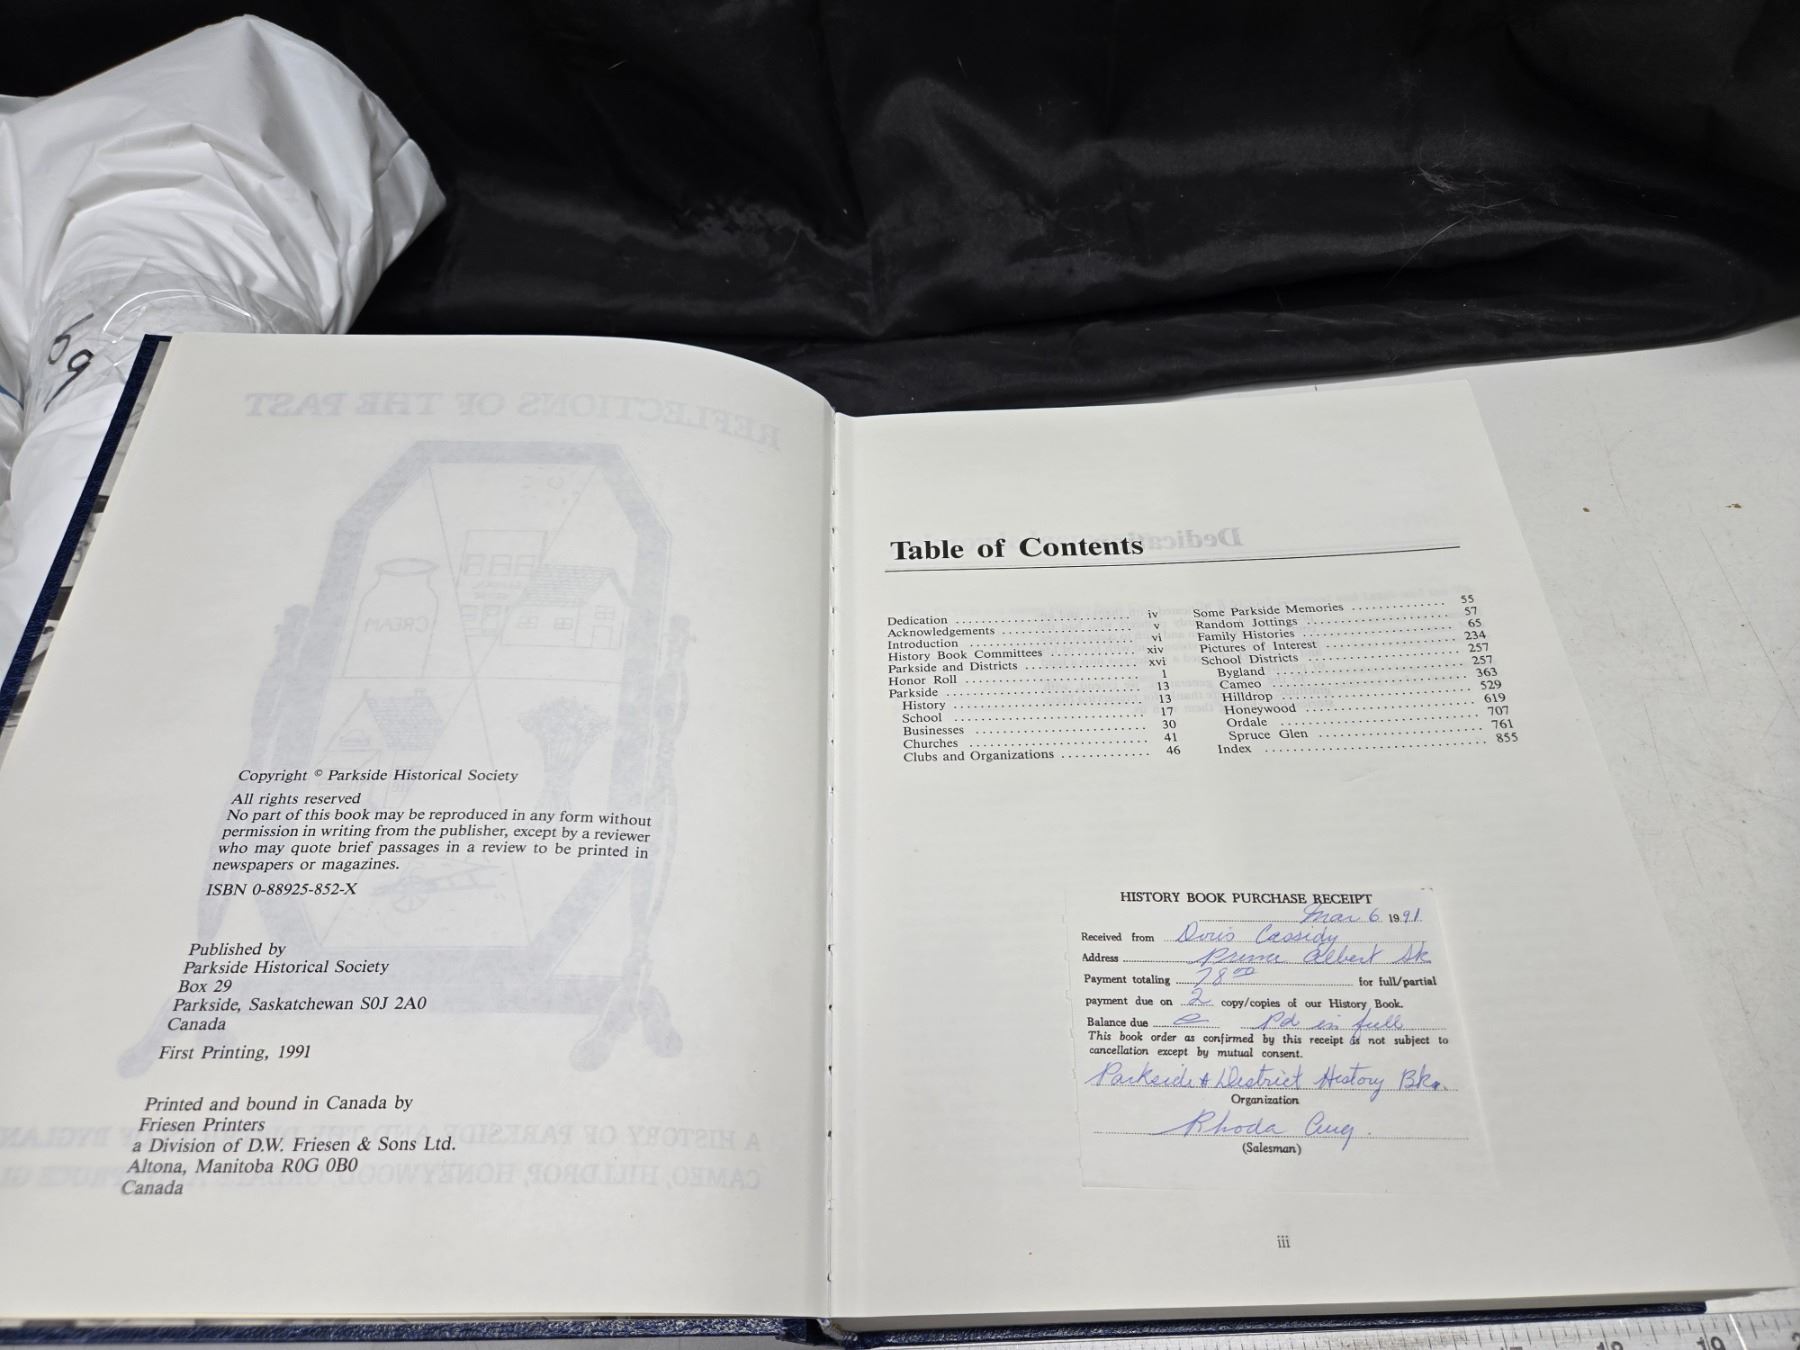 69
REFLECTIONS OF THE PAST
CREAM
Copyright © Parkside Historical Society
All rights reserved
No part of this book may be reproduced in any form without
permission in writing from the publisher, except by a reviewer
who may quote brief passages in a review to be printed in
newspapers or magazines.
ISBN 0-88925-852-X
Published by
Parkside Historical Society
Box 29
Parkside, Saskatchewan S0J 2A0
Canada
First Printing, 1991
Printed and bound in Canada by
Friesen Printers
a Division of D.W. Friesen & Sons Ltd.
Altona, Manitoba R0G 0B0
Canada
A HISTORY OF PARKSIDE AND THE
CAMEO, HILLDROP, HONEYWOOD,
Table of Contents
Dedication
Dedication .......... iv
Acknowledgements .......... v
Introduction .......... vi
History Book Committees .......... xiv
Parkside and Districts .......... xvi
Honor Roll .......... 1
Parkside .......... 13
History .......... 13
School .......... 17
Businesses .......... 30
Churches .......... 41
Clubs and Organizations .......... 46
Some Parkside Memories .......... 55
Random Jottings .......... 57
Family Histories .......... 65
Pictures of Interest .......... 234
School Districts .......... 257
Bygland .......... 257
Cameo .......... 363
Hilldrop .......... 529
Honeywood .......... 619
Ordale .......... 707
Spruce Glen .......... 761
Index .......... 855
HISTORY BOOK PURCHASE RECEIPT
Mar 6 1991
Received from Doris Cassidy
Address Prince Albert Sk
Payment totaling 78.00 for full/partial
payment due on 2 copy/copies of our History Book.
Balance due Pd in full
This book order as confirmed by this receipt is not subject to
cancellation except by mutual consent.
Parkside & District History Bk.
Organization
Rhoda
(Salesman)
iii
18 19